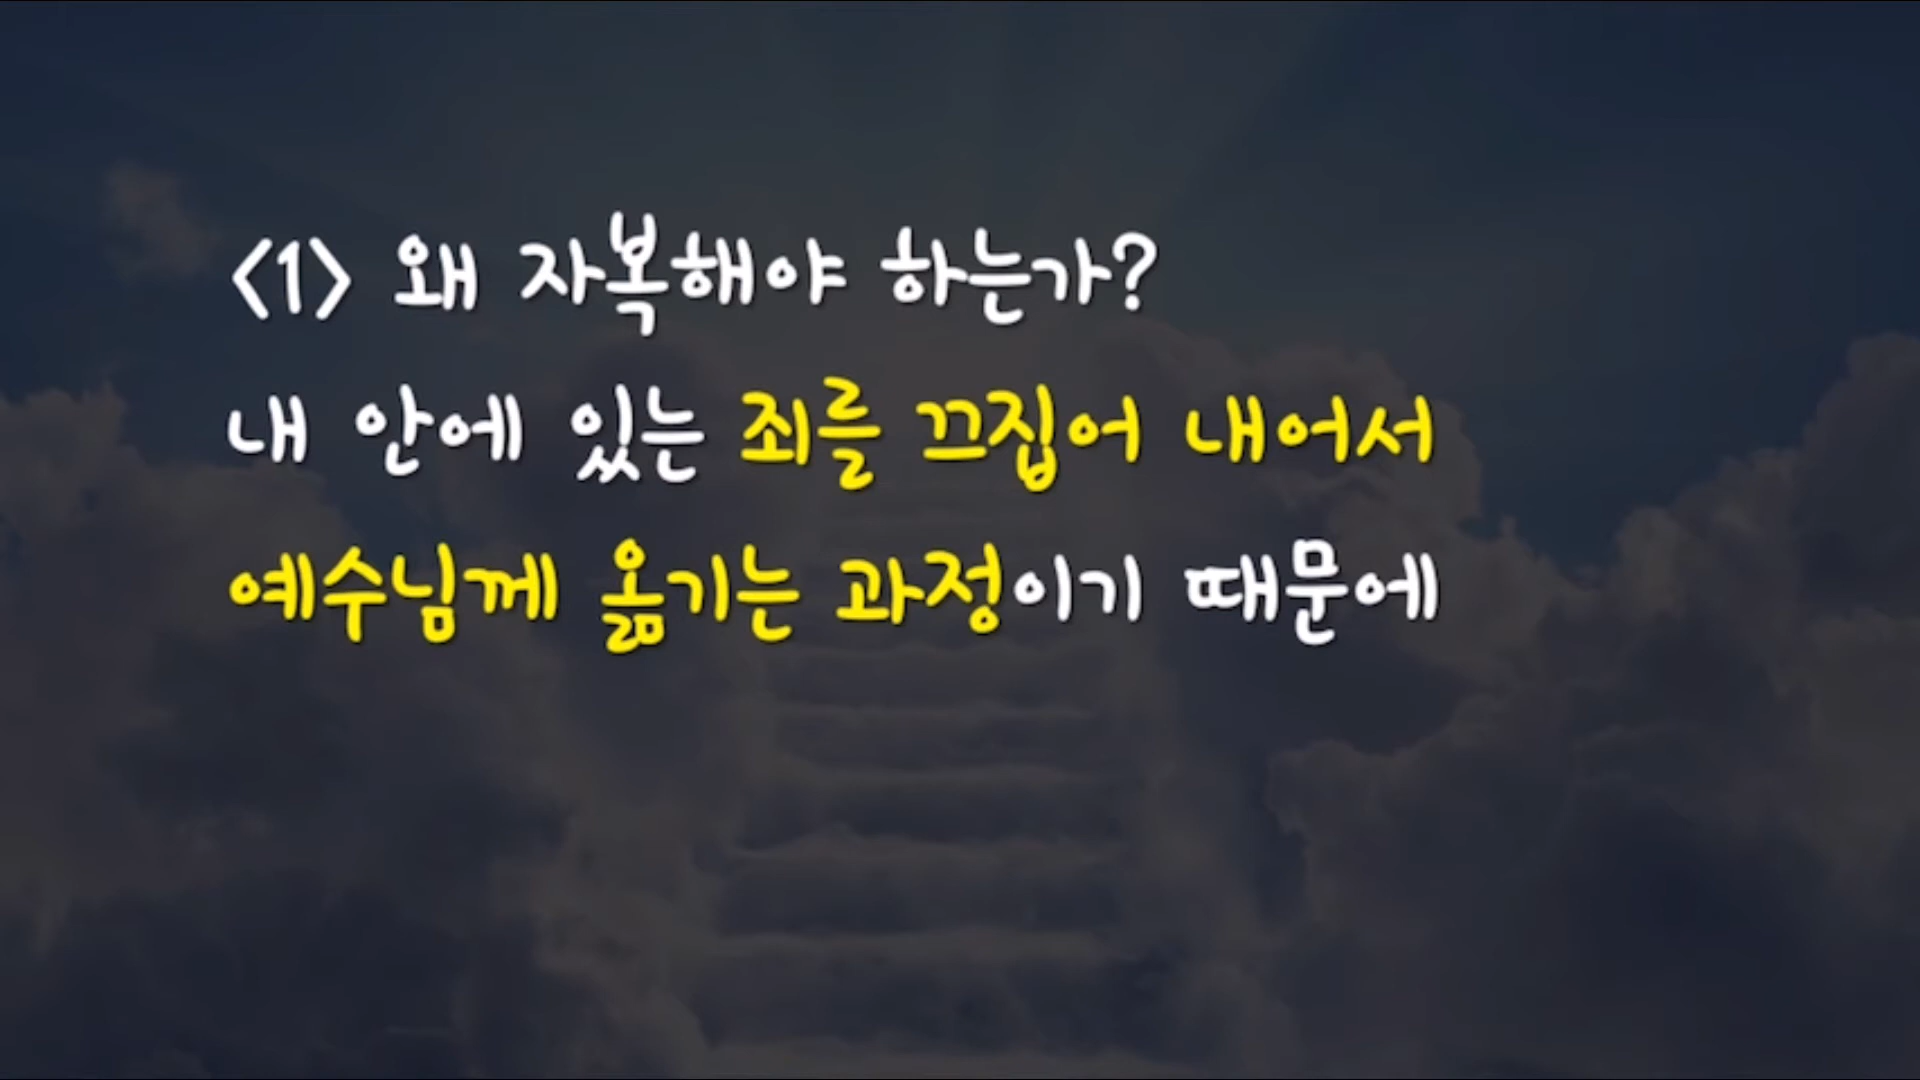 <1> 왜 자복해야 하는가?
내 안에 있는 죄를 끄집어 내어서
예수님께 옮기는 과정이기 때문에